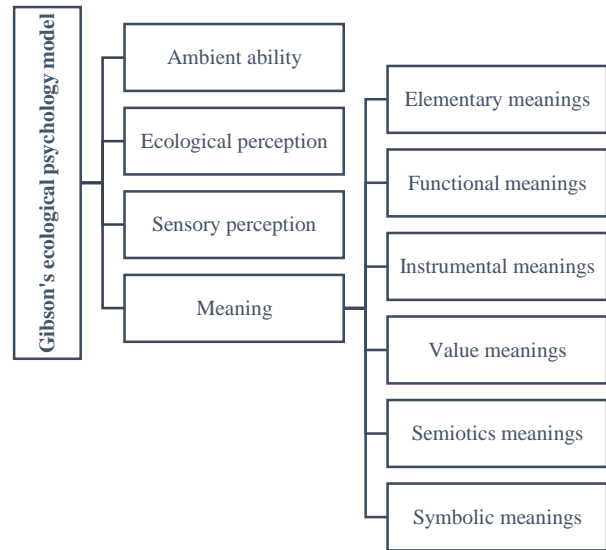 Gibson's ecological psychology model
Ambient ability
Ecological perception
Sensory perception
Meaning
Elementary meanings
Functional meanings
Instrumental meanings
Value meanings
Semiotics meanings
Symbolic meanings